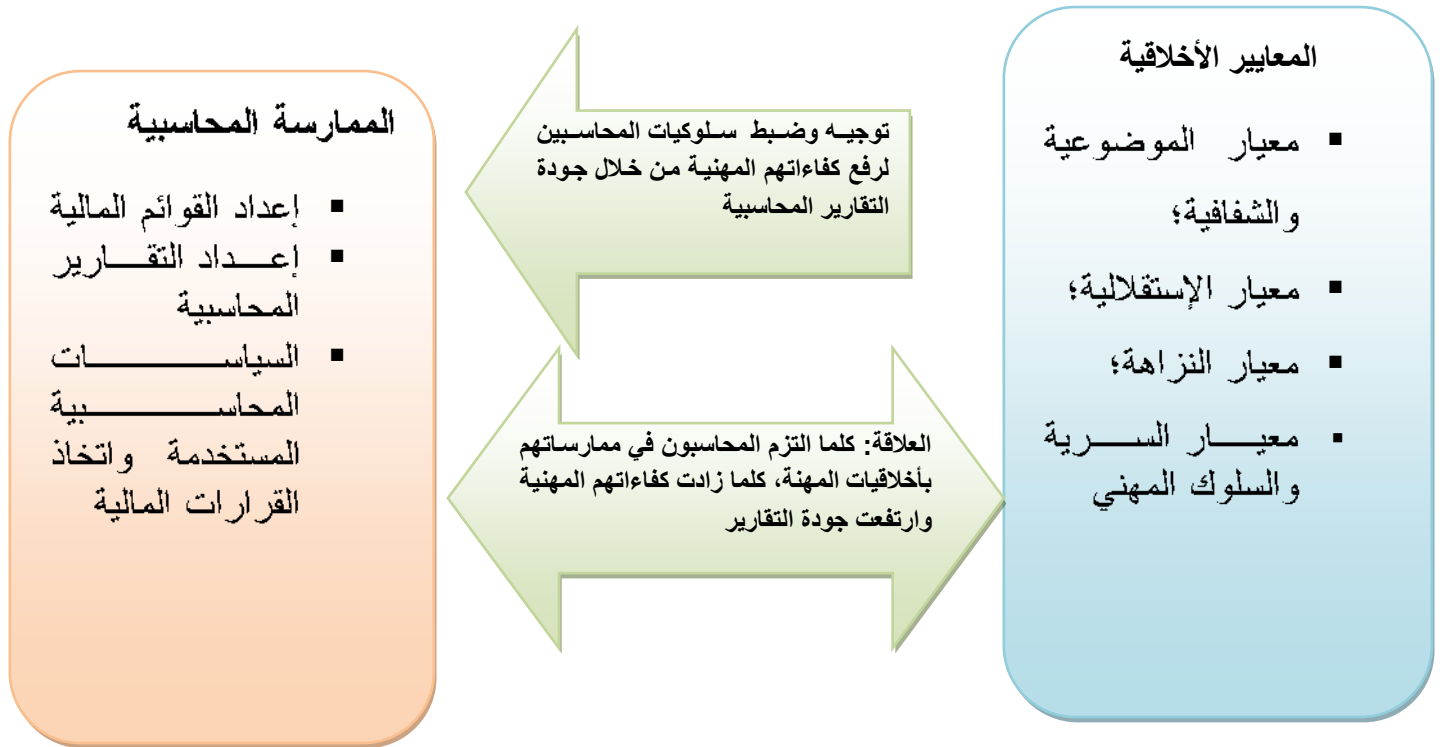 المعايير الأخلاقية
▪ معيار الموضوعية
والشفافية؛
▪ معيار الإستقلالية؛
▪ معيار النزاهة؛
▪ معيار السرية
والسلوك المهني
توجيه وضبط سلوكيات المحاسبين
لرفع كفاءاتهم المهنية من خلال جودة
التقارير المحاسبية
العلاقة: كلما التزم المحاسبون في ممارساتهم
بأخلاقيات المهنة، كلما زادت كفاءاتهم المهنية
وارتفعت جودة التقارير
الممارسة المحاسبية
▪ إعداد القوائم المالية
▪ إعداد التقارير
المحاسبية
▪ السياسات
المحاسبية
المستخدمة واتخاذ
القرارات المالية